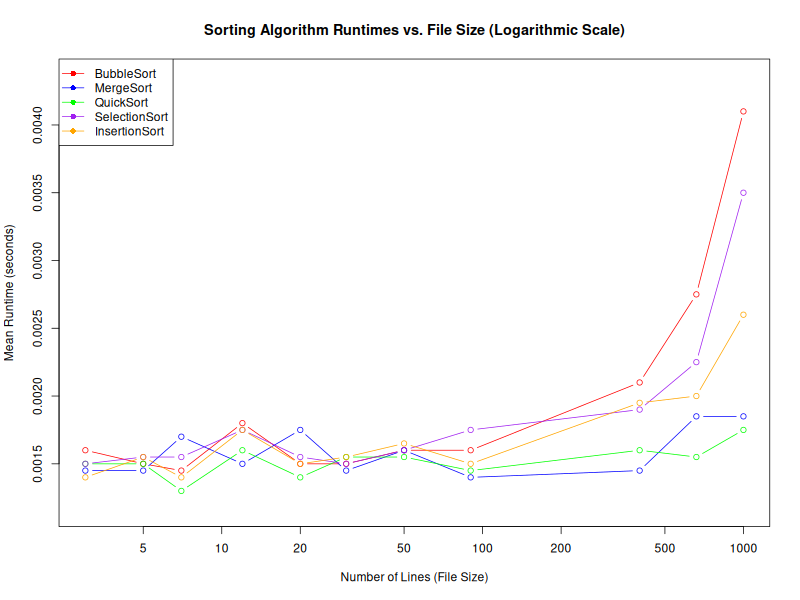 Sorting Algorithm Runtimes vs. File Size (Logarithmic Scale)
BubbleSort
MergeSort
QuickSort
SelectionSort
InsertionSort
Mean Runtime (seconds)
0.0040
0.0035
0.0030
0.0025
0.0020
0.0015
5 10 20 50 100 200 500 1000
Number of Lines (File Size)